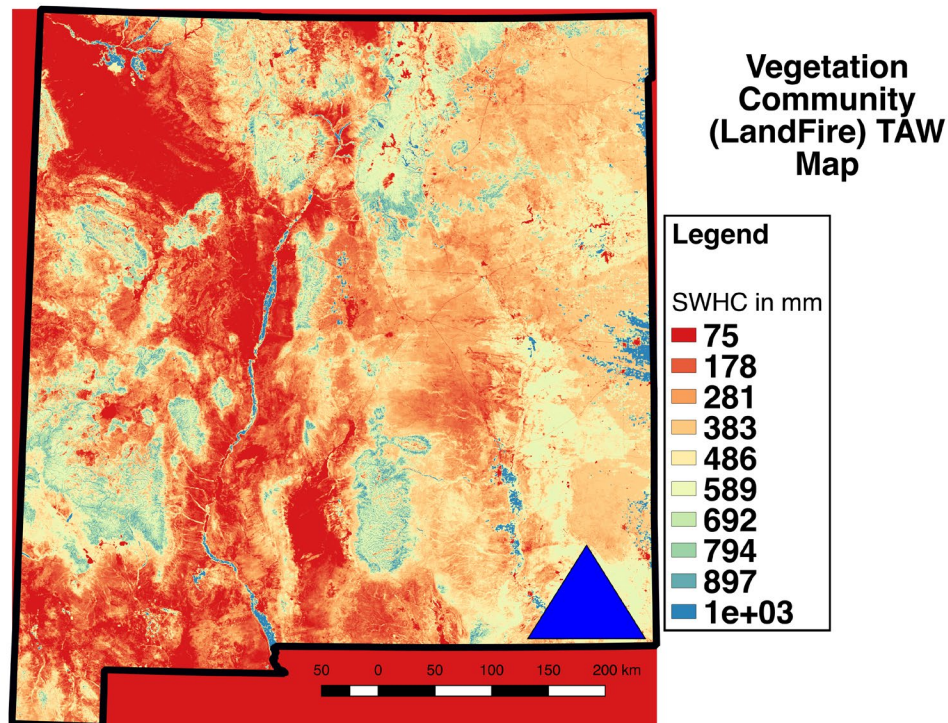 Vegetation
Community
(LandFire) TAW
Map
Legend
SWHC in mm
75
178
281
383
486
589
692
794
897
1e+03
50 0 50 100 150 200 km